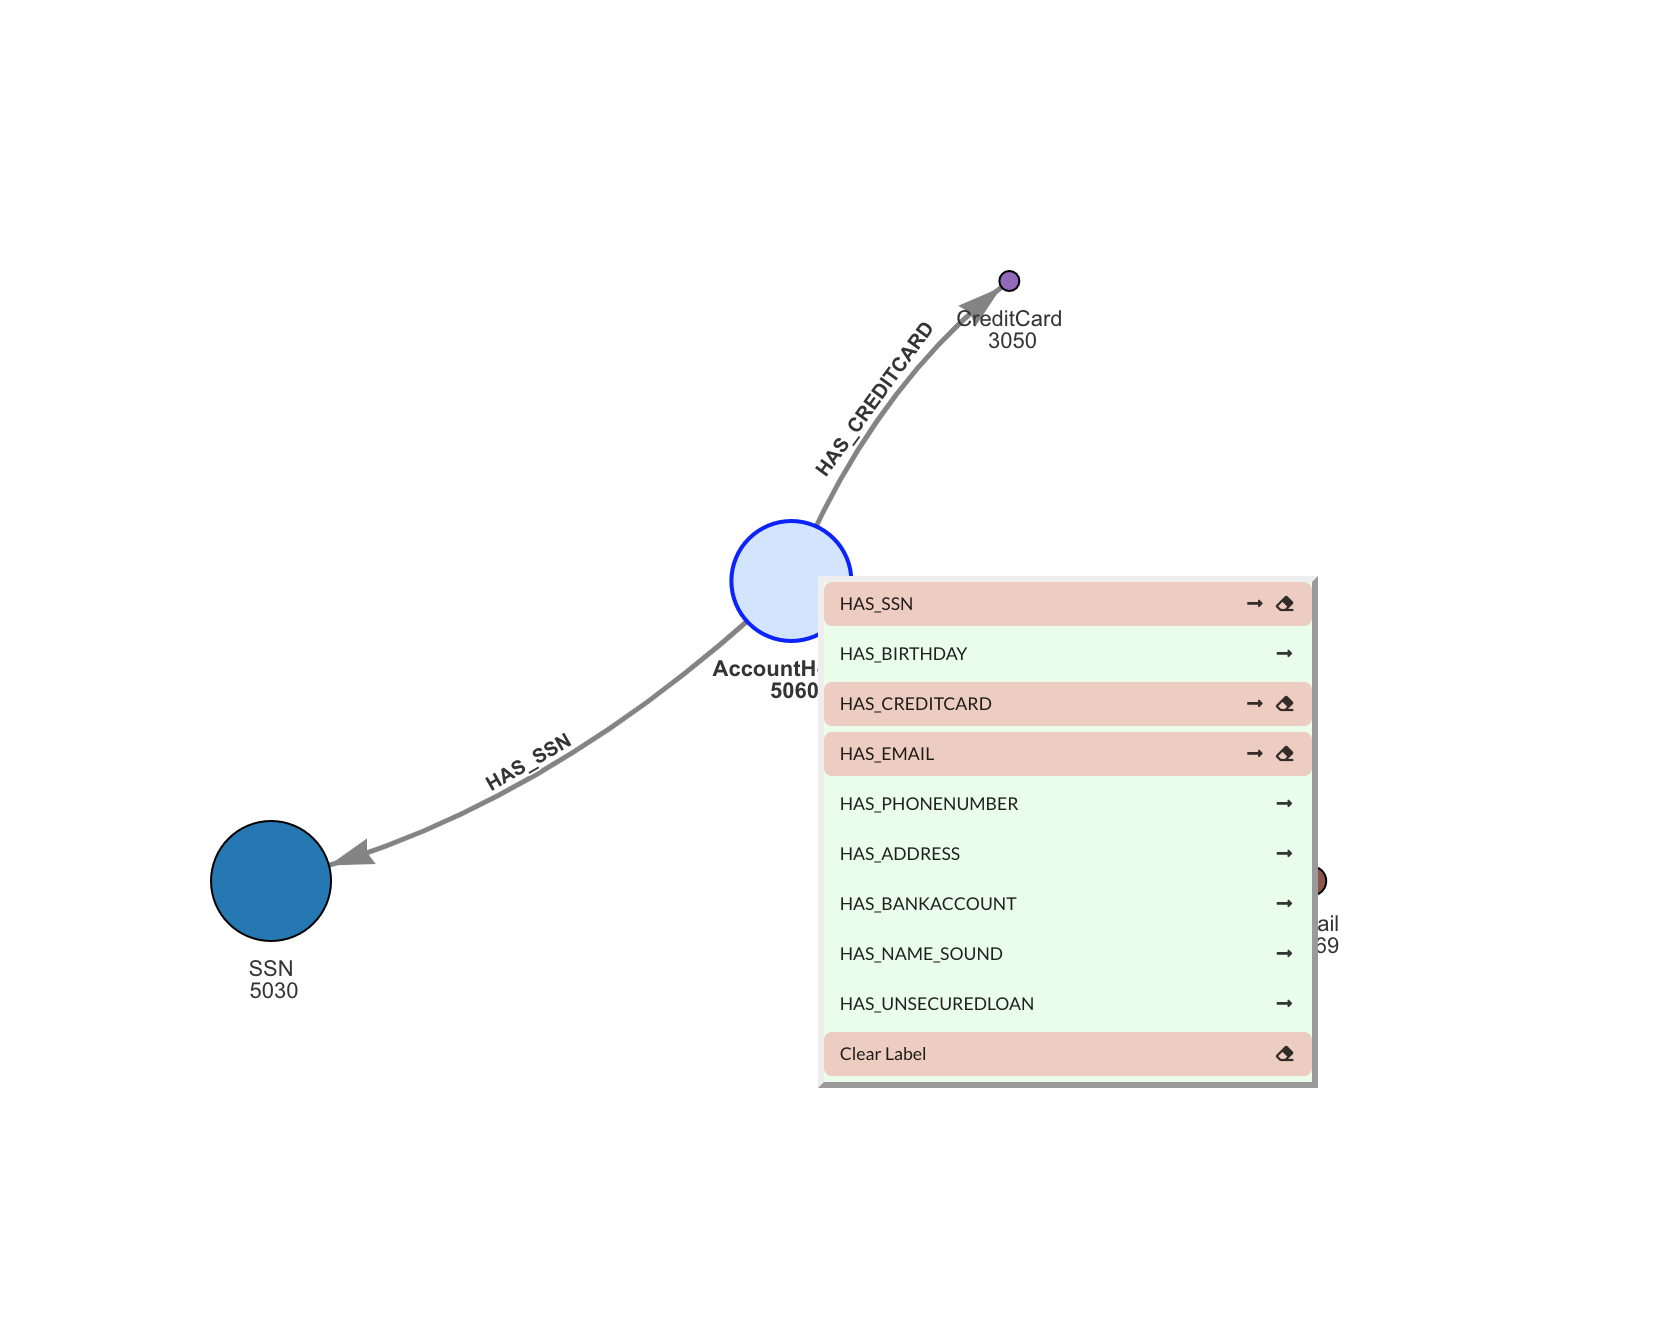 CreditCard
3050
HAS_CREDITCARD
AccountH
5060
HAS_SSN
SSN
5030
HAS_SSN
HAS_BIRTHDAY
HAS_CREDITCARD
HAS_EMAIL
HAS_PHONENUMBER
HAS_ADDRESS
HAS_BANKACCOUNT
HAS_NAME_SOUND
HAS_UNSECUREDLOAN
Clear Label
ail
69